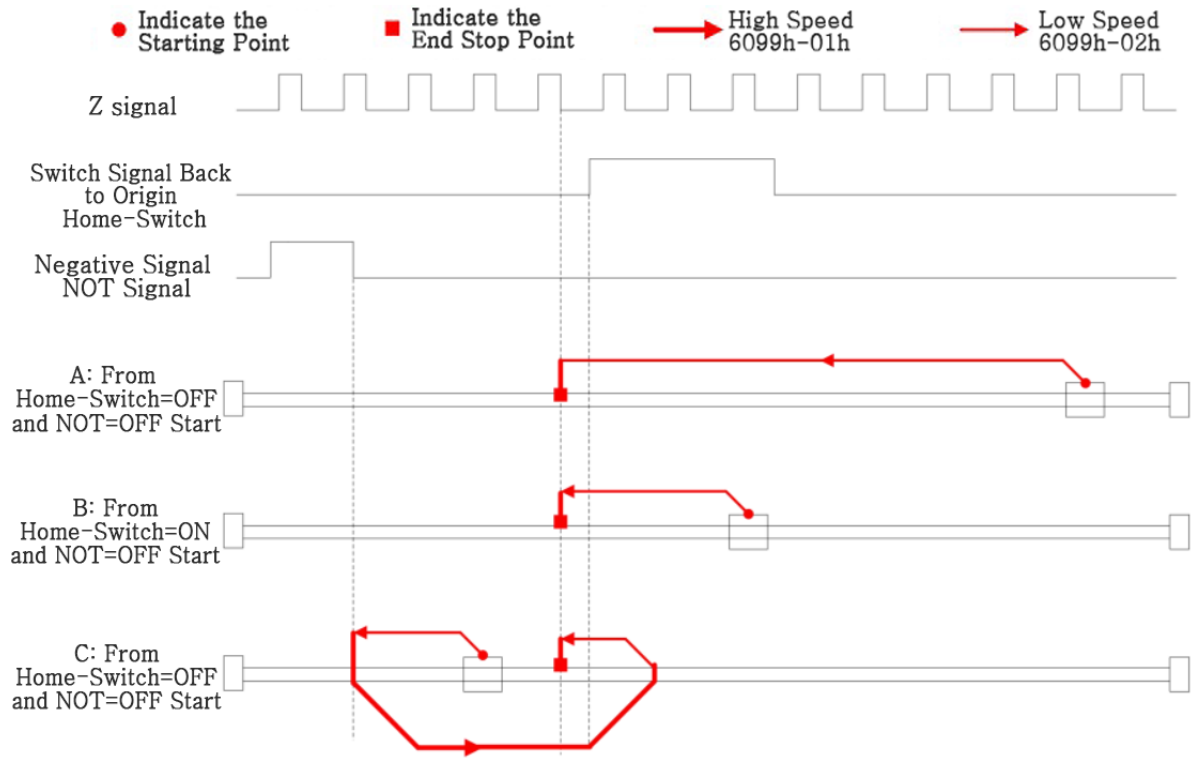 Indicate the
Starting Point
Indicate the
End Stop Point
High Speed
6099h-01h
Low Speed
6099h-02h
Z signal
Switch Signal Back
to Origin
Home-Switch
Negative Signal
NOT Signal
A: From
Home-Switch=OFF
and NOT=OFF Start
B: From
Home-Switch=ON
and NOT=OFF Start
C: From
Home-Switch=OFF
and NOT=OFF Start